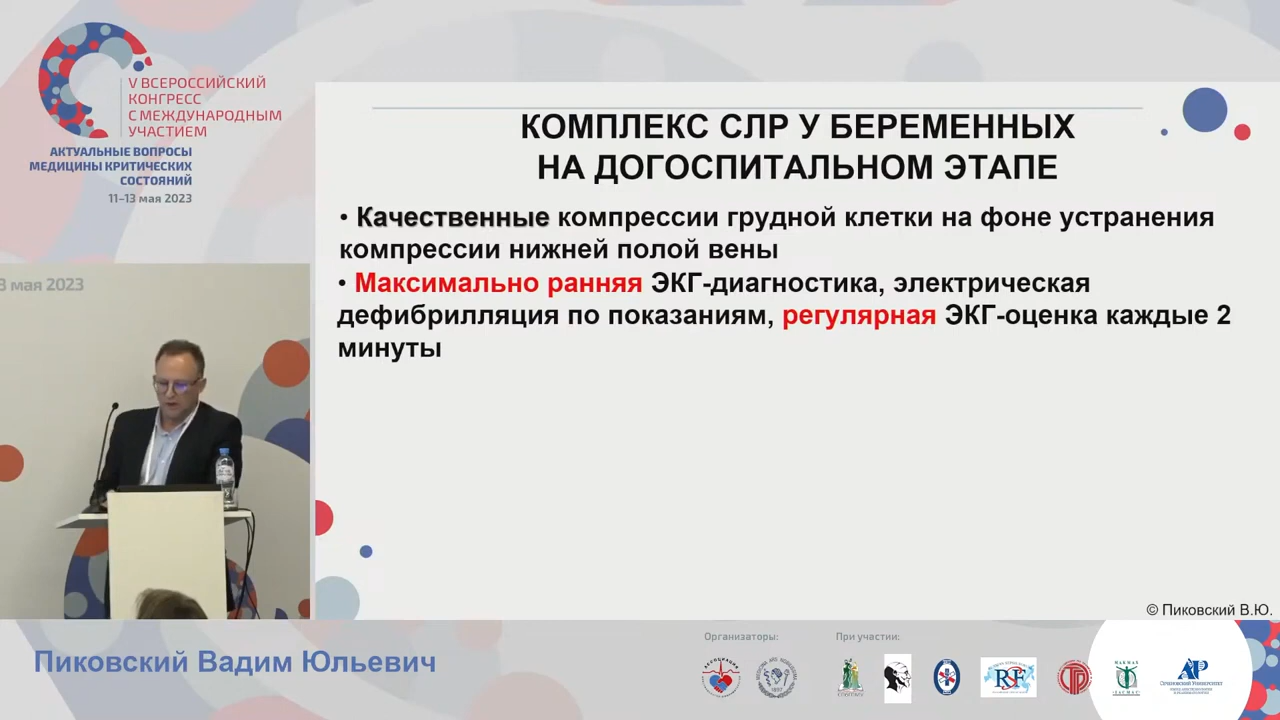 V ВСЕРОССИЙСКИЙ
КОНГРЕСС
С МЕЖДУНАРОДНЫМ
УЧАСТИЕМ
АКТУАЛЬНЫЕ ВОПРОСЫ
МЕДИЦИНЫ КРИТИЧЕСКИХ
СОСТОЯНИЙ
11–13 мая 2023
3 мая 2023
КОМПЛЕКС СЛР У БЕРЕМЕННЫХ
НА ДОГОСПИТАЛЬНОМ ЭТАПЕ
• Качественные компрессии грудной клетки на фоне устранения
компрессии нижней полой вены
• Максимально ранняя ЭКГ-диагностика, электрическая
дефибрилляция по показаниям, регулярная ЭКГ-оценка каждые 2
минуты
© Пиковский В.Ю.
Пиковский Вадим Юльевич
Организаторы:
При участии: